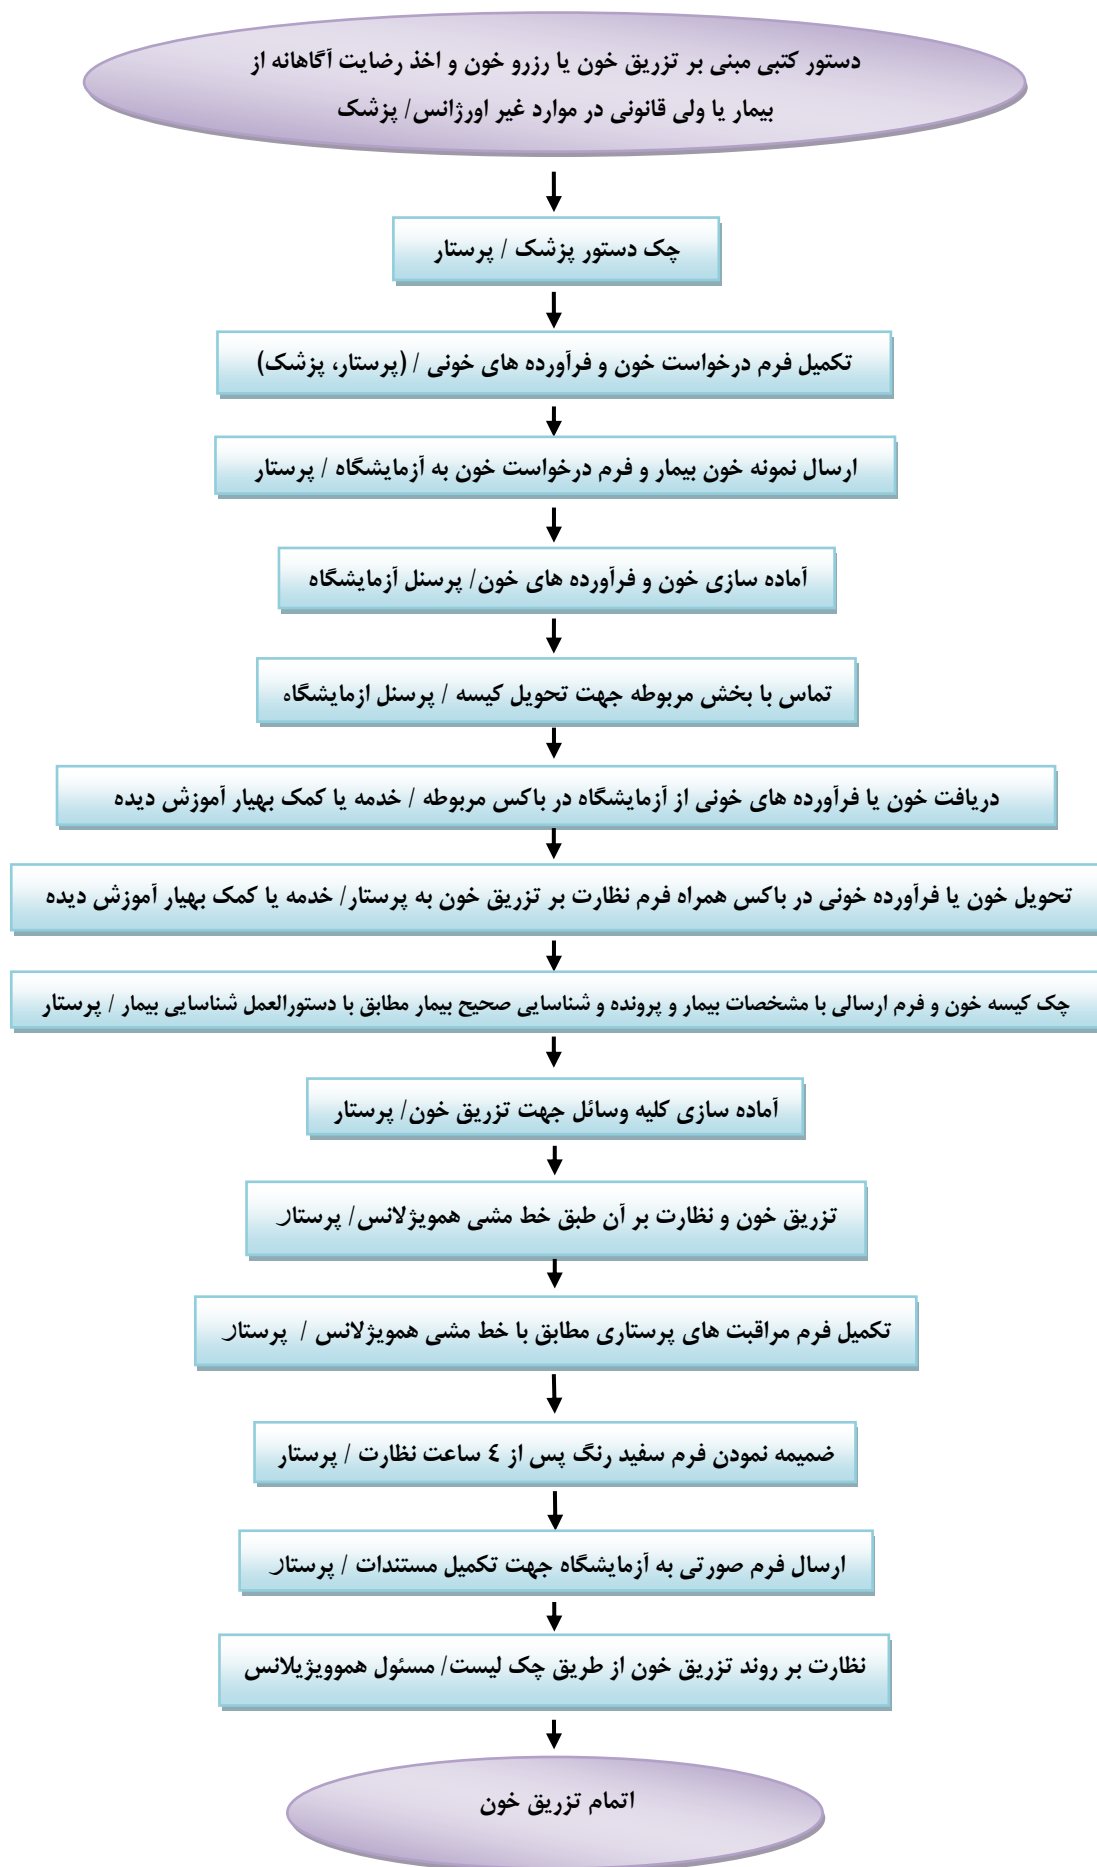 دستور کتبی مبنی بر تزریق خون یا رزرو خون و اخذ رضایت آگاهانه از
بیمار یا ولی قانونی در موارد غیر اورژانس/ پزشک
چک دستور پزشک / پرستار
تکمیل فرم درخواست خون و فرآورده های خونی / (پرستار، پزشک)
ارسال نمونه خون بیمار و فرم درخواست خون به آزمایشگاه / پرستار
آماده سازی خون و فرآورده های خون/ پرسنل آزمایشگاه
تماس با بخش مربوطه جهت تحویل کیسه / پرسنل ازمایشگاه
دریافت خون یا فرآورده های خونی از آزمایشگاه در باکس مربوطه / خدمه یا کمک بهیار آموزش دیده
تحویل خون یا فرآورده خونی در باکس همراه فرم نظارت بر تزریق خون به پرستار/ خدمه یا کمک بهیار آموزش دیده
چک کیسه خون و فرم ارسالی با مشخصات بیمار و پرونده و شناسایی صحیح بیمار مطابق با دستورالعمل شناسایی بیمار / پرستار
آماده سازی کلیه وسائل جهت تزریق خون/ پرستار
تزریق خون و نظارت بر آن طبق خط مشی همویژلانس/ پرستار
تکمیل فرم مراقبت های پرستاری مطابق با خط مشی همویژلانس / پرستار
ضمیمه نمودن فرم سفید رنگ پس از ٤ ساعت نظارت / پرستار
ارسال فرم صورتی به آزمایشگاه جهت تکمیل مستندات / پرستار
نظارت بر روند تزریق خون از طریق چک لیست/ مسئول هموویژیلانس
اتمام تزریق خون